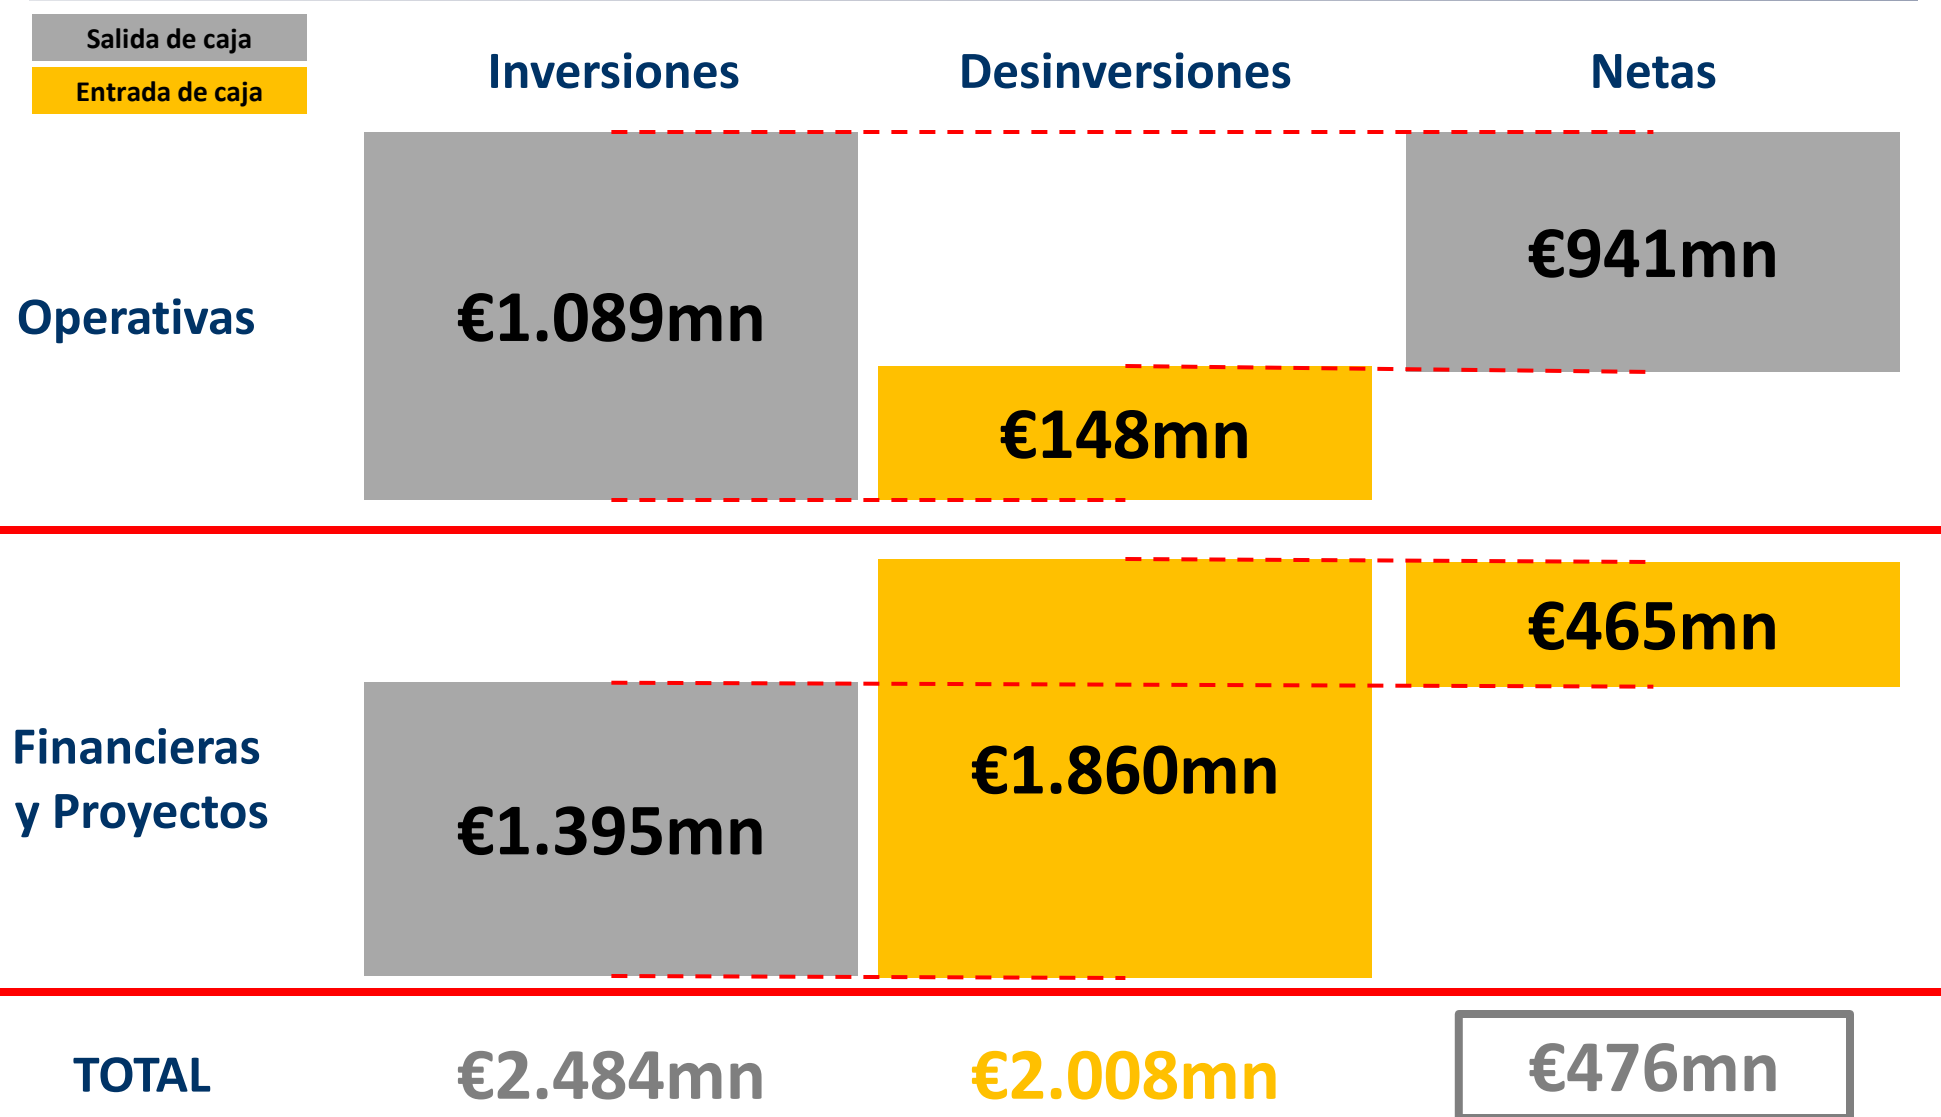 Salida de caja
Entrada de caja
Inversiones
Desinversiones
Netas
Operativas
€1.089mn
€148mn
€941mn
Financieras
y Proyectos
€1.395mn
€1.860mn
€465mn
TOTAL
€2.484mn
€2.008mn
€476mn